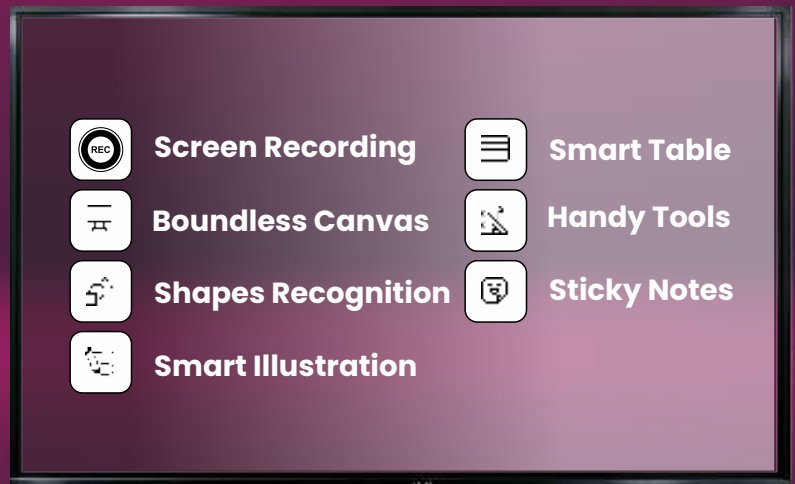 REC
Screen Recording
Boundless Canvas
Shapes Recognition
Smart Illustration
Smart Table
Handy Tools
Sticky Notes